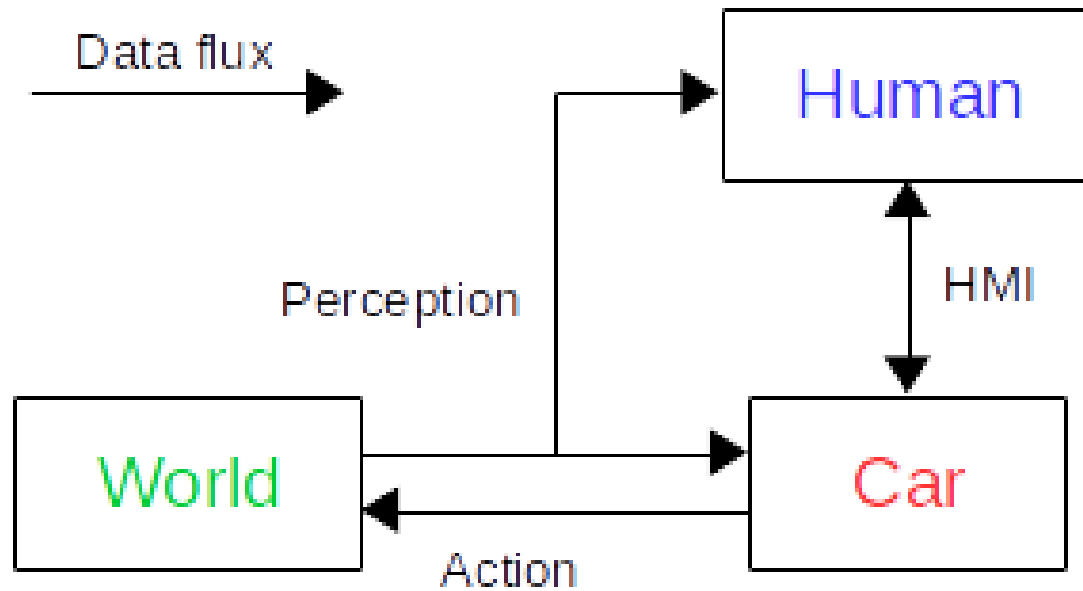 Data flux
Human
Perception
HMI
World
Car
Action